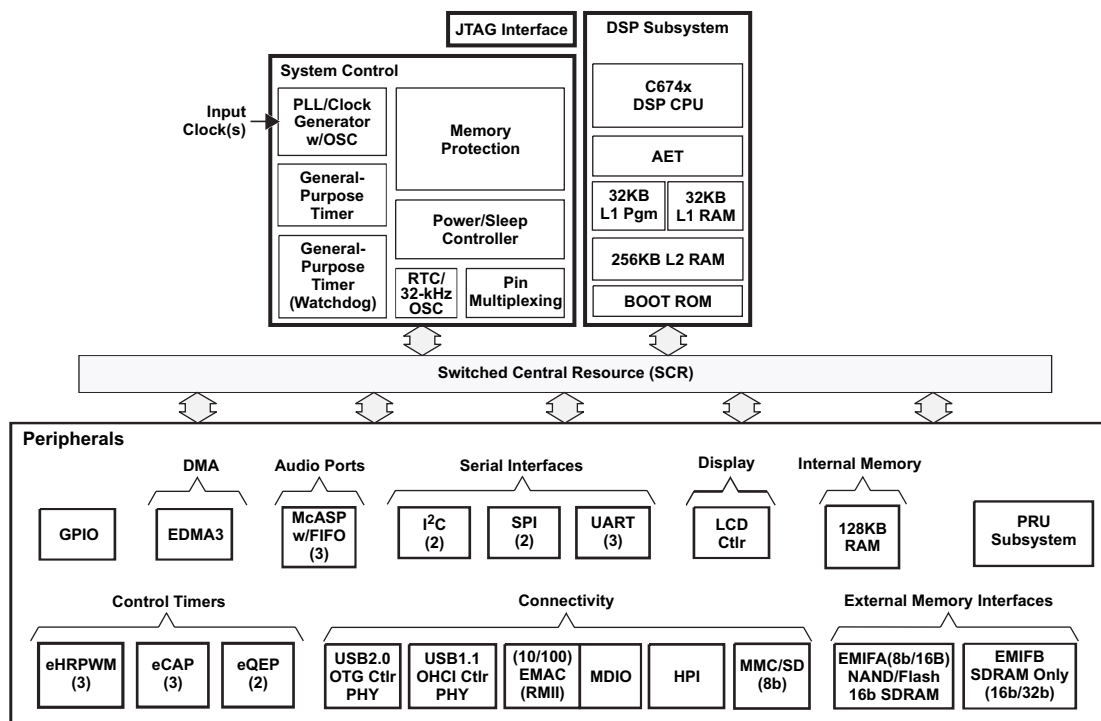 JTAG Interface
DSP Subsystem
System Control
Input
Clock(s)
PLL/Clock
Generator
w/OSC
General-
Purpose
Timer
General-
Purpose
Timer
(Watchdog)
Memory
Protection
Power/Sleep
Controller
RTC/
32-kHz
OSC
Pin
Multiplexing
C674x
DSP CPU
AET
32KB
L1 Pgm
32KB
L1 RAM
256KB L2 RAM
BOOT ROM
Switched Central Resource (SCR)
Peripherals
DMA
Audio Ports
Serial Interfaces
Display
Internal Memory
GPIO
EDMA3
McASP
w/FIFO
(3)
I²C
(2)
SPI
(2)
UART
(3)
LCD
Ctlr
128KB
RAM
PRU
Subsystem
Control Timers
Connectivity
External Memory Interfaces
eHRPWM
(3)
eCAP
(3)
eQEP
(2)
USB2.0
OTG Ctlr
PHY
USB1.1
OHCI Ctlr
PHY
(10/100)
EMAC
(RMII)
MDIO
HPI
MMC/SD
(8b)
EMIFA(8b/16B)
NAND/Flash
16b SDRAM
EMIFB
SDRAM Only
(16b/32b)